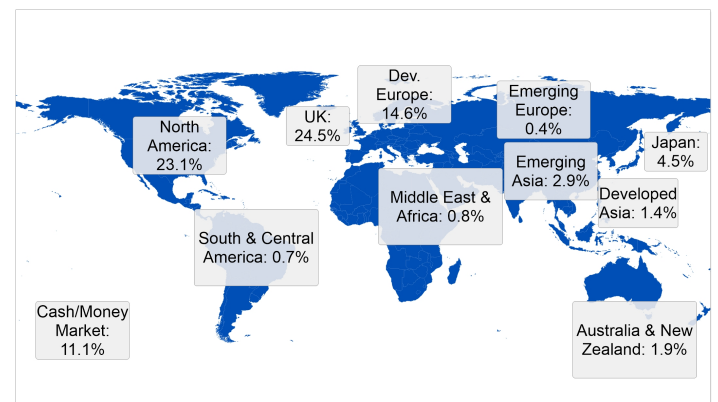 Dev.
Europe:
14.6%
Emerging
Europe:
0.4%
UK:
24.5%
North
America:
23.1%
Japan:
4.5%
Emerging
Asia: 2.9%
Middle East &
Africa: 0.8%
Developed
Asia: 1.4%
South & Central
America: 0.7%
Cash/Money
Market:
11.1%
Australia & New
Zealand: 1.9%